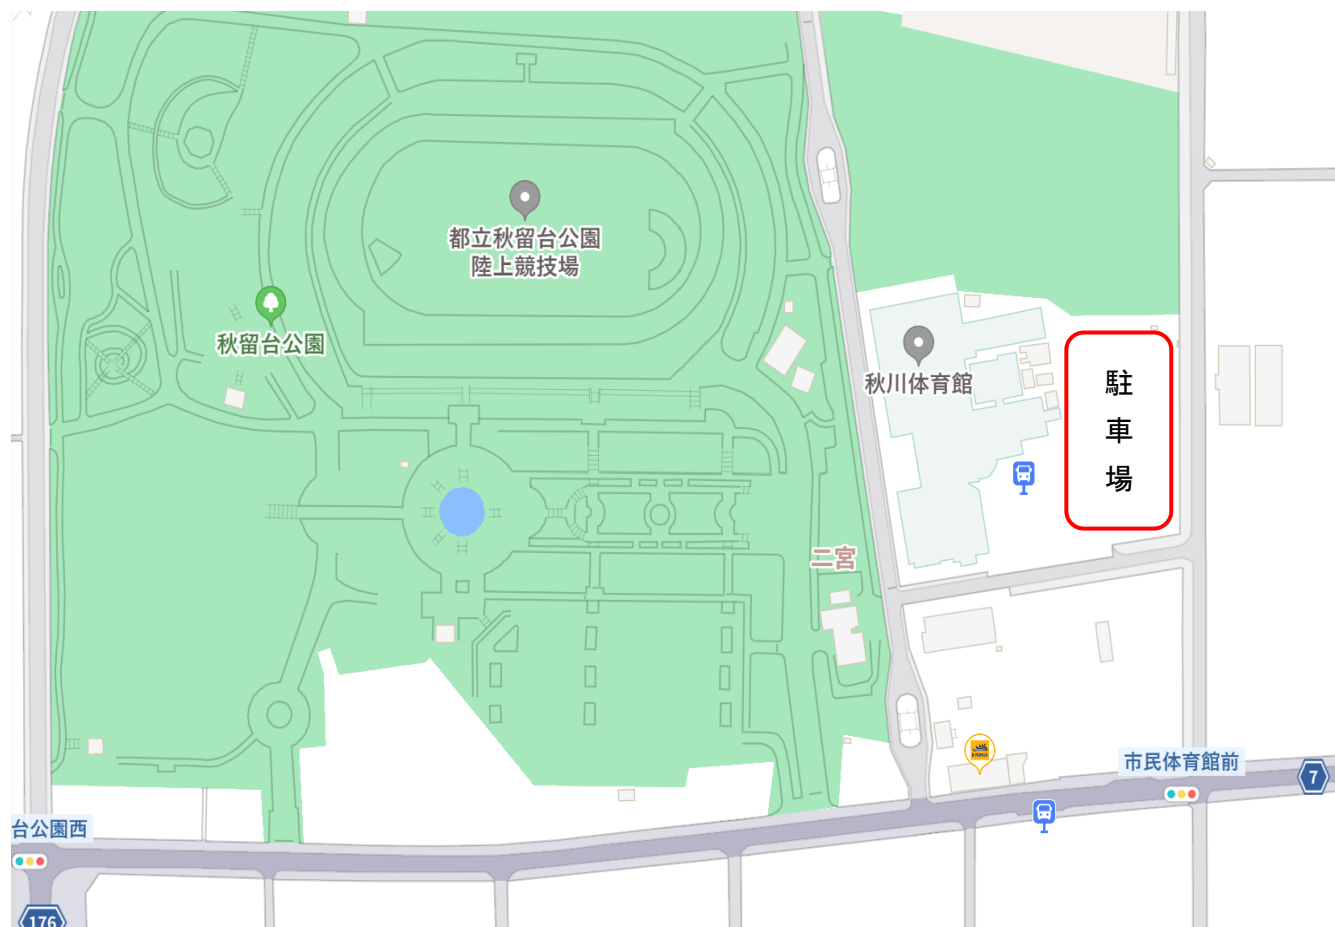 都立秋留台公園
陸上競技場
秋留台公園
秋川体育館
駐
車
場
二宮
市民体育館前
7
台公園西
176